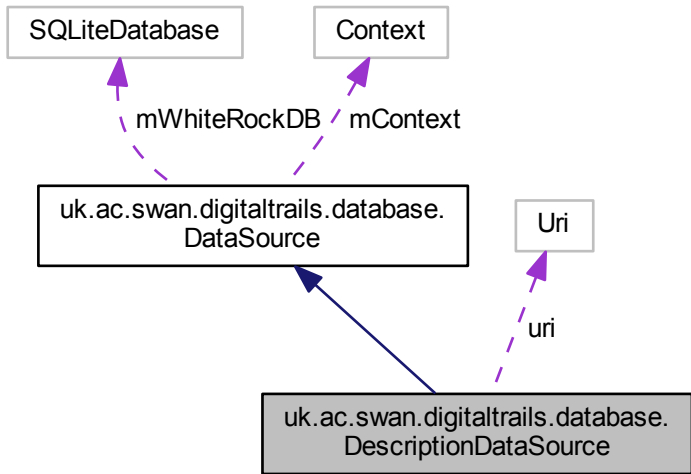 SQLiteDatabase
Context
mWhiteRockDB
mContext
uk.ac.swan.digitaltrails.database.
DataSource
Uri
uri
uk.ac.swan.digitaltrails.database.
DescriptionDataSource